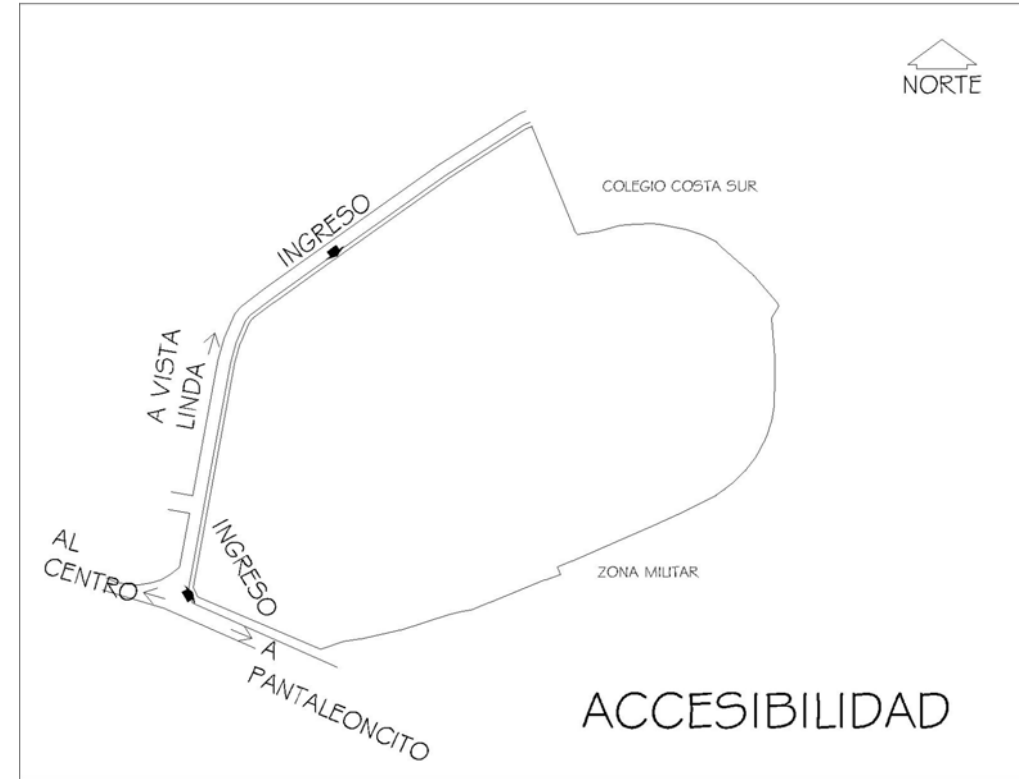 NORTE
COLEGIO COSTA SUR
INGRESO
A VISTA
LINDA
INGRESO
AL
CENTRO
ZONA MILITAR
A
PANTALEONCITO
ACCESIBILIDAD